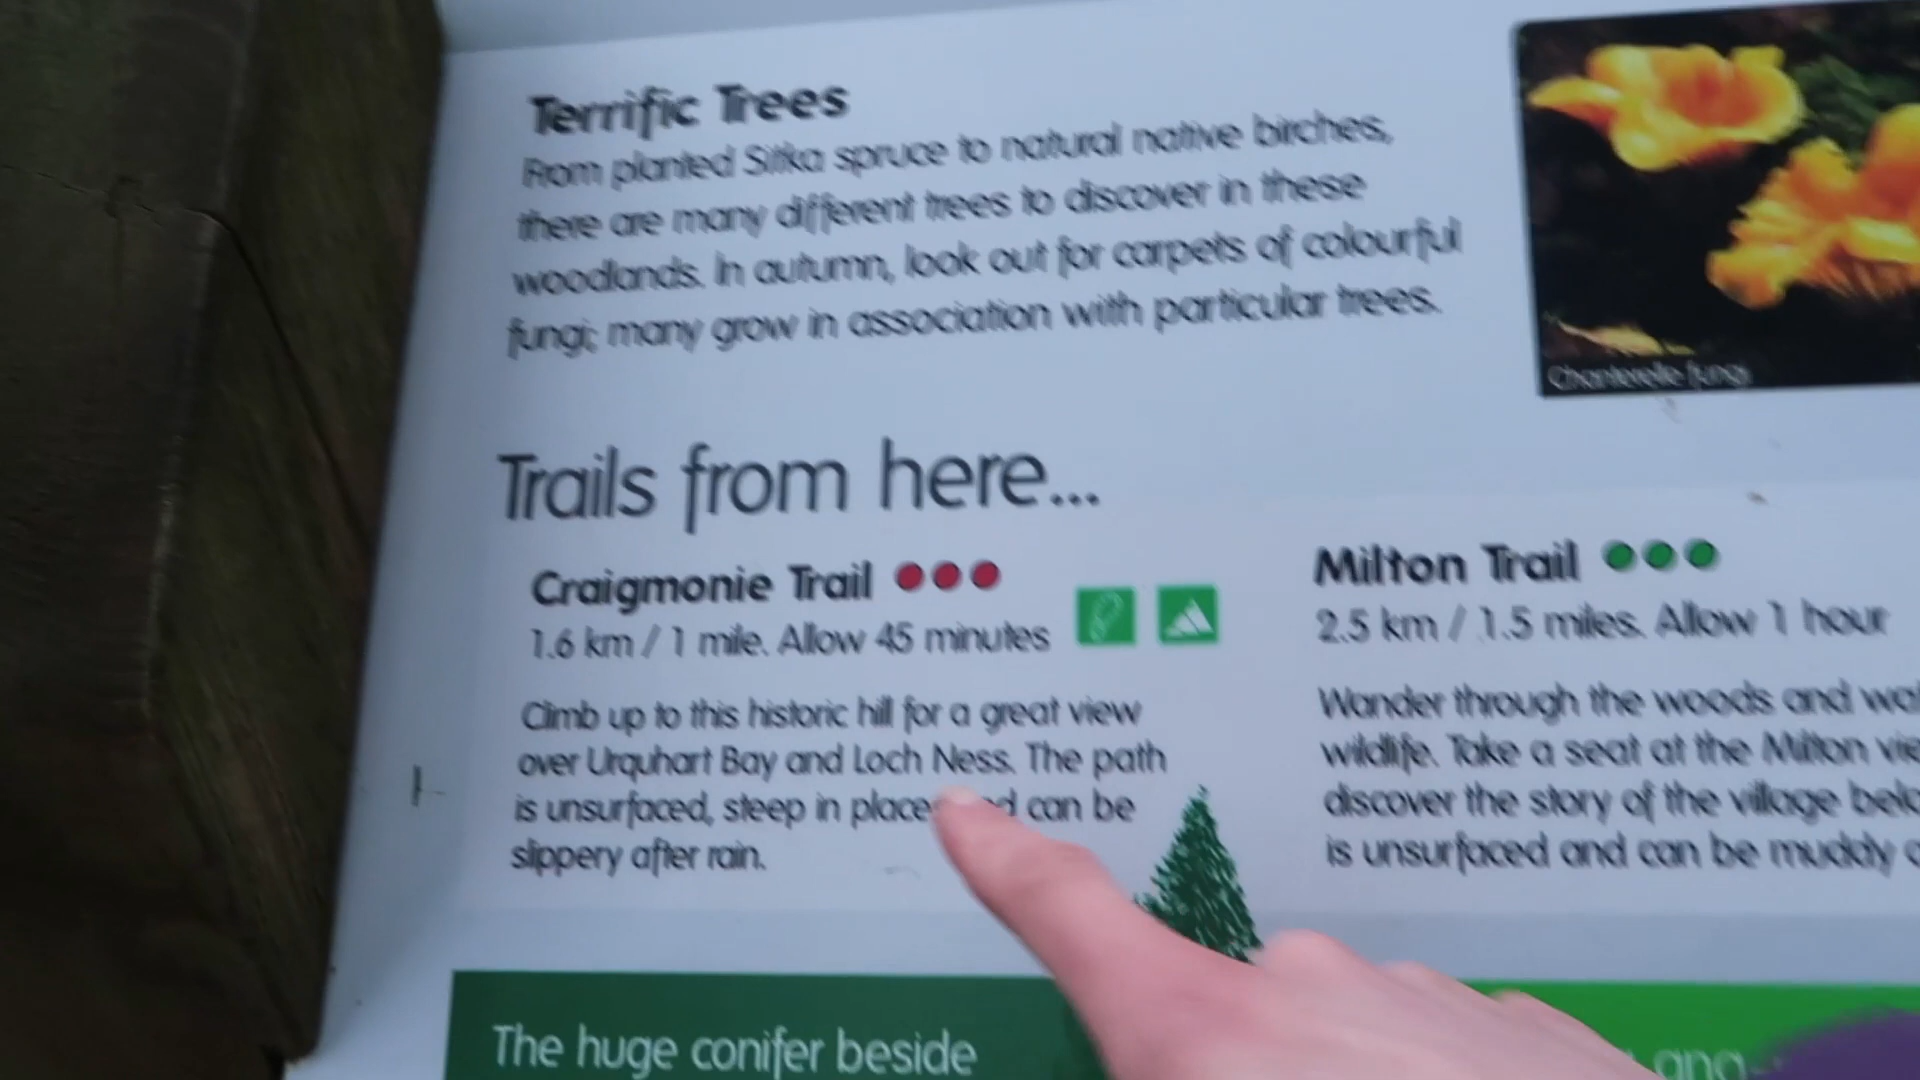 Terrific Trees
From planted Sitka spruce to natural native birches,
there are many different trees to discover in these
woodlands. In autumn, look out for carpets of colourful
fungi; many grow in association with particular trees.
Chanterelle fungi
Trails from here...
Craigmonie Trail
1.6 km / 1 mile. Allow 45 minutes
Climb up to this historic hill for a great view
over Urquhart Bay and Loch Ness. The path
is unsurfaced, steep in places can be
slippery after rain.
Milton Trail
2.5 km / 1.5 miles. Allow 1 hour
Wander through the woods and
wildlife. Take a seat at the Milton
discover the story of the village
is unsurfaced and can be muddy
The huge conifer beside